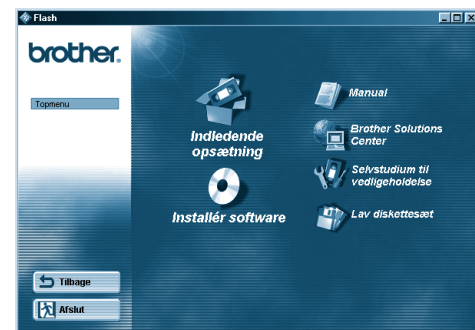 Flash
brother.
Topmenu
Indledende
opsætning
Installér software
Manual
Brother Solutions
Center
Selvstudium til
vedligeholdelse
Lav diskettesæt
Tilbage
Afslut